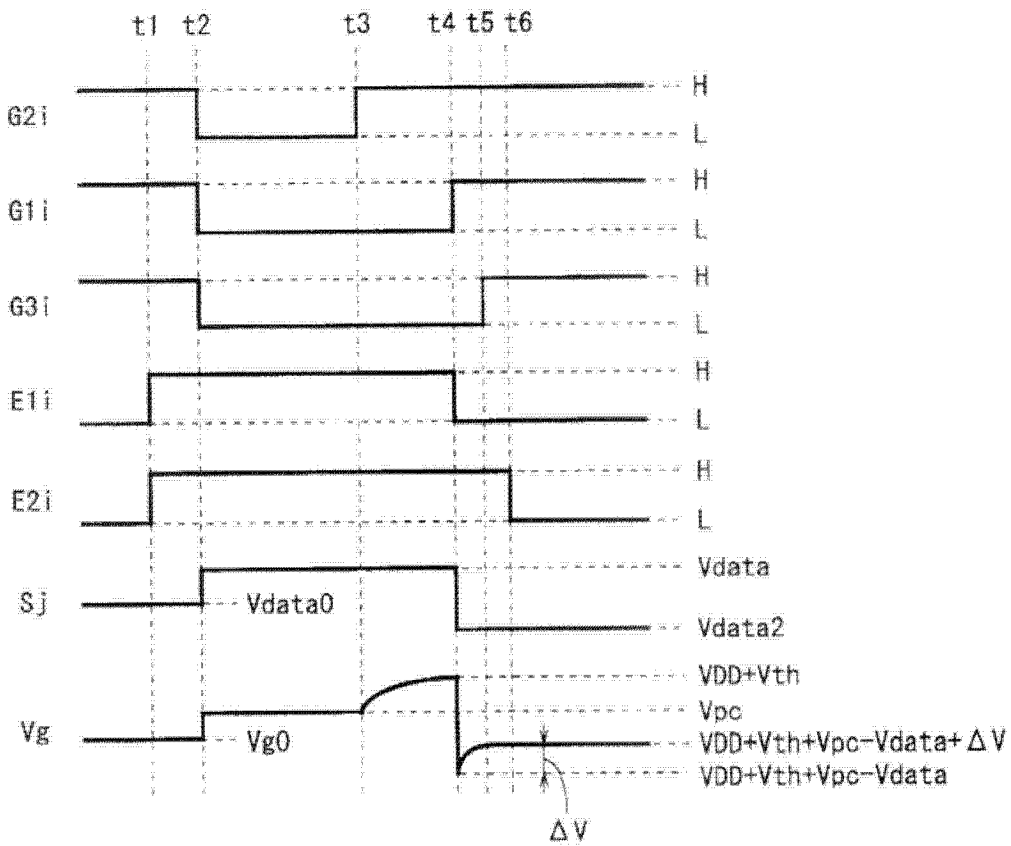 t1 t2 t3 t4 t5 t6
G2i H
L
G1i H
L
G3i H
L
E1i H
L
E2i H
L
Sj Vdata0 Vdata
Vdata2
VDD+Vth
Vpc
Vg Vg0 VDD+Vth+Vpc-Vdata+ΔV
VDD+Vth+Vpc-Vdata
ΔV